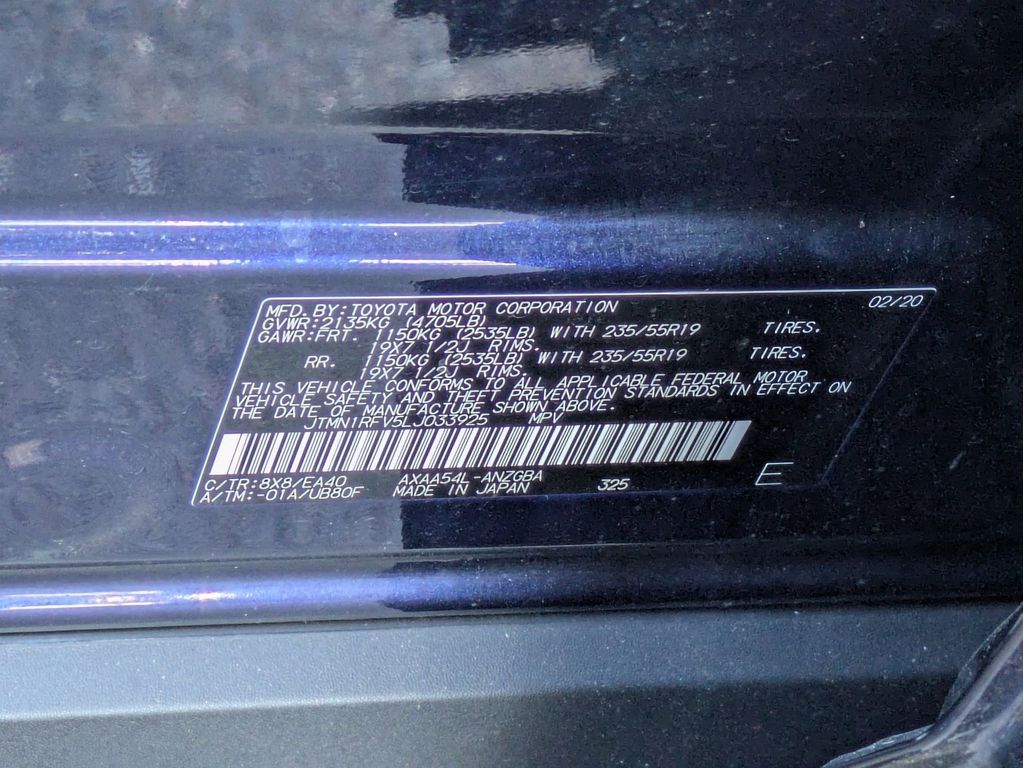 MFD. BY: TOYOTA MOTOR CORPORATION 02/20
GVWR: 2135KG (4705LB)
GAWR: FRT. 1150KG (2535LB) WITH 235/55R19 TIRES.
19X7 1/2J RIMS.
RR. 1150KG (2535LB) WITH 235/55R19 TIRES.
19X7 1/2J RIMS.
THIS VEHICLE CONFORMS TO ALL APPLICABLE FEDERAL MOTOR
VEHICLE SAFETY AND THEFT PREVENTION STANDARDS IN EFFECT ON
THE DATE OF MANUFACTURE SHOWN ABOVE.
JTMN1RFV5LJ033925 MPV
C/TR: 8X8/EA40 AXAA54L-ANZGBA 325 E
A/TM: -01A/UB80F MADE IN JAPAN